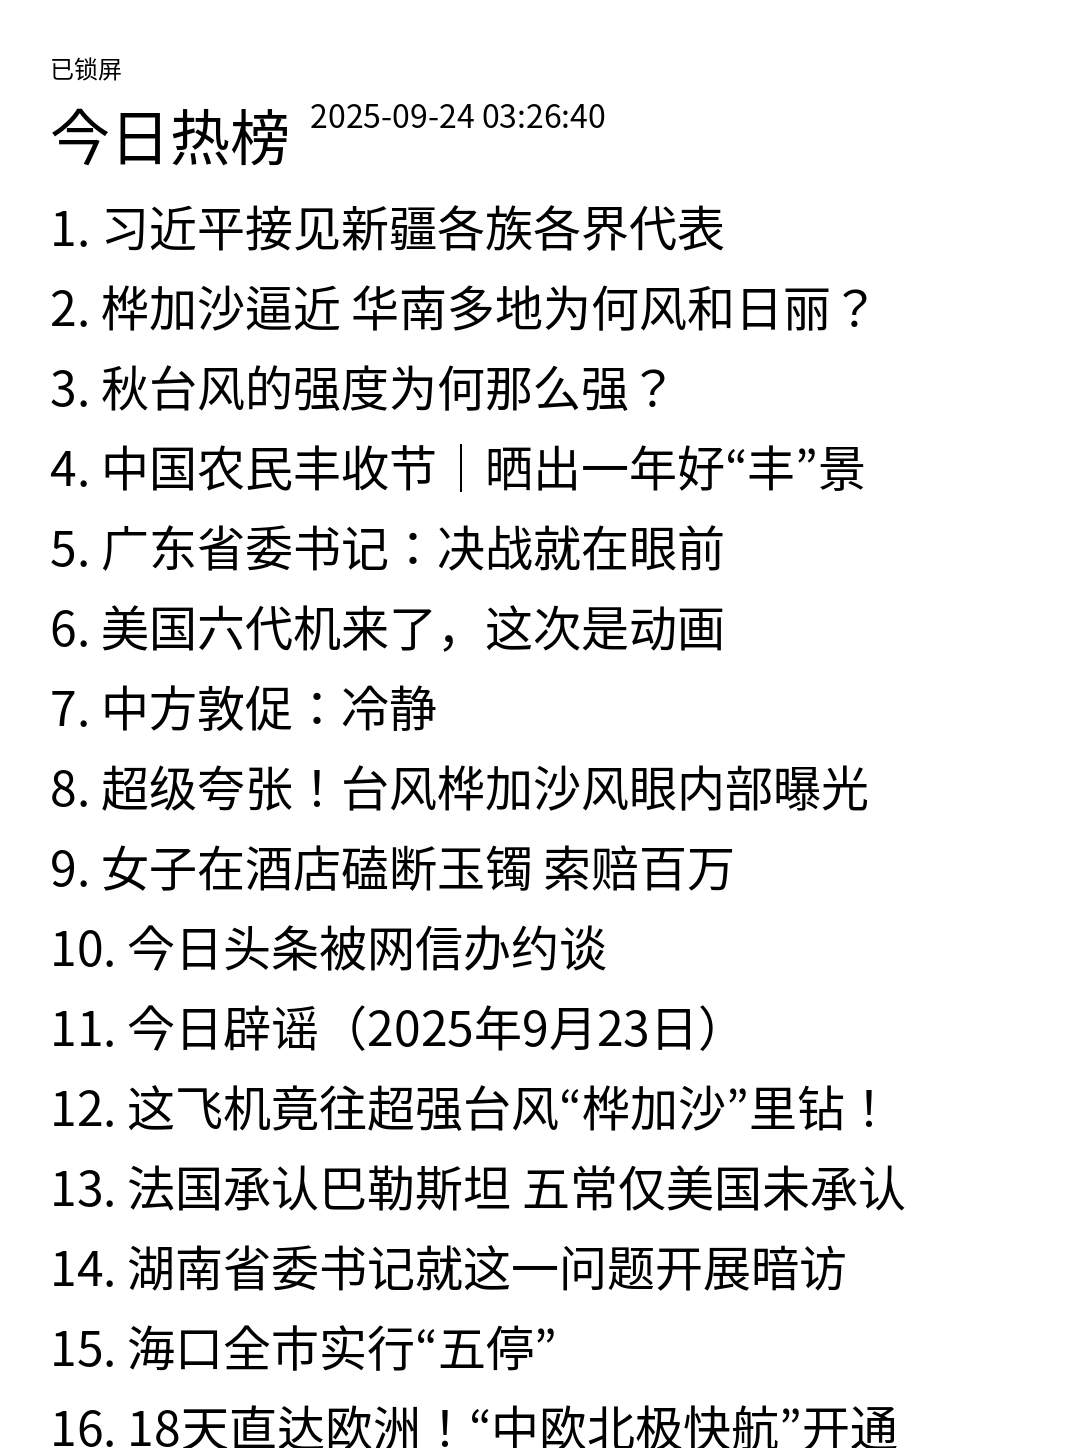 已锁屏
今日热榜 2025-09-24 03:26:40
1. 习近平接见新疆各族各界代表
2. 桦加沙逼近 华南多地为何风和日丽？
3. 秋台风的强度为何那么强？
4. 中国农民丰收节｜晒出一年好“丰”景
5. 广东省委书记：决战就在眼前
6. 美国六代机来了，这次是动画
7. 中方敦促：冷静
8. 超级夸张！台风桦加沙风眼内部曝光
9. 女子在酒店磕断玉镯 索赔百万
10. 今日头条被网信办约谈
11. 今日辟谣（2025年9月23日）
12. 这飞机竟往超强台风“桦加沙”里钻！
13. 法国承认巴勒斯坦 五常仅美国未承认
14. 湖南省委书记就这一问题开展暗访
15. 海口全市实行“五停”
16. 18天直达欧洲！“中欧北极快航”开通